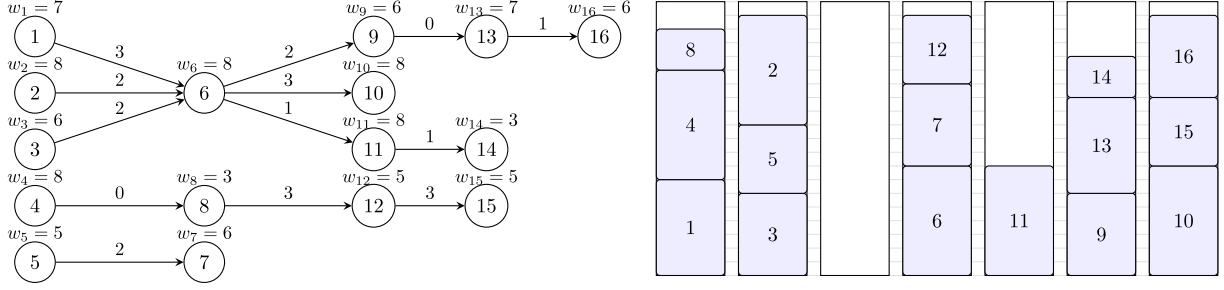 w₁ = 7
1
w₂ = 8
2
w₃ = 6
3
w₄ = 8
4
w₅ = 5
5
3
2
2
0
2
w₆ = 8
6
w₈ = 3
8
w₇ = 6
7
2
3
1
3
w₉ = 6
9
w₁₀ = 8
10
w₁₁ = 8
11
w₁₂ = 5
12
0
1
3
w₁₃ = 7
13
w₁₄ = 3
14
w₁₅ = 5
15
1
w₁₆ = 6
16
8
4
1
2
5
3
12
7
6
11
14
13
9
16
15
10